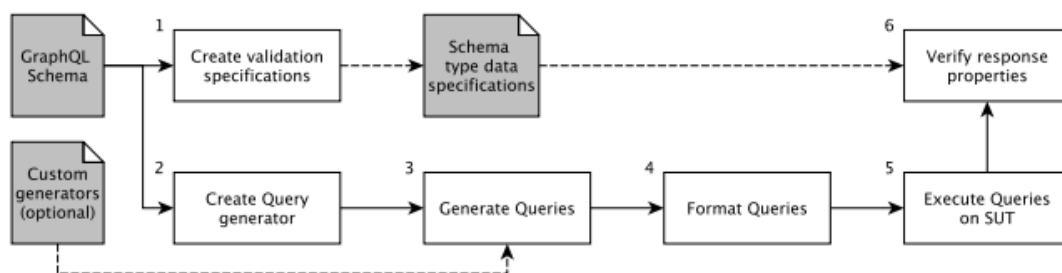 GraphQL
Schema
1
Create validation
specifications
Schema
type data
specifications
6
Verify response
properties
Custom
generators
(optional)
2
Create Query
generator
3
Generate Queries
4
Format Queries
5
Execute Queries
on SUT